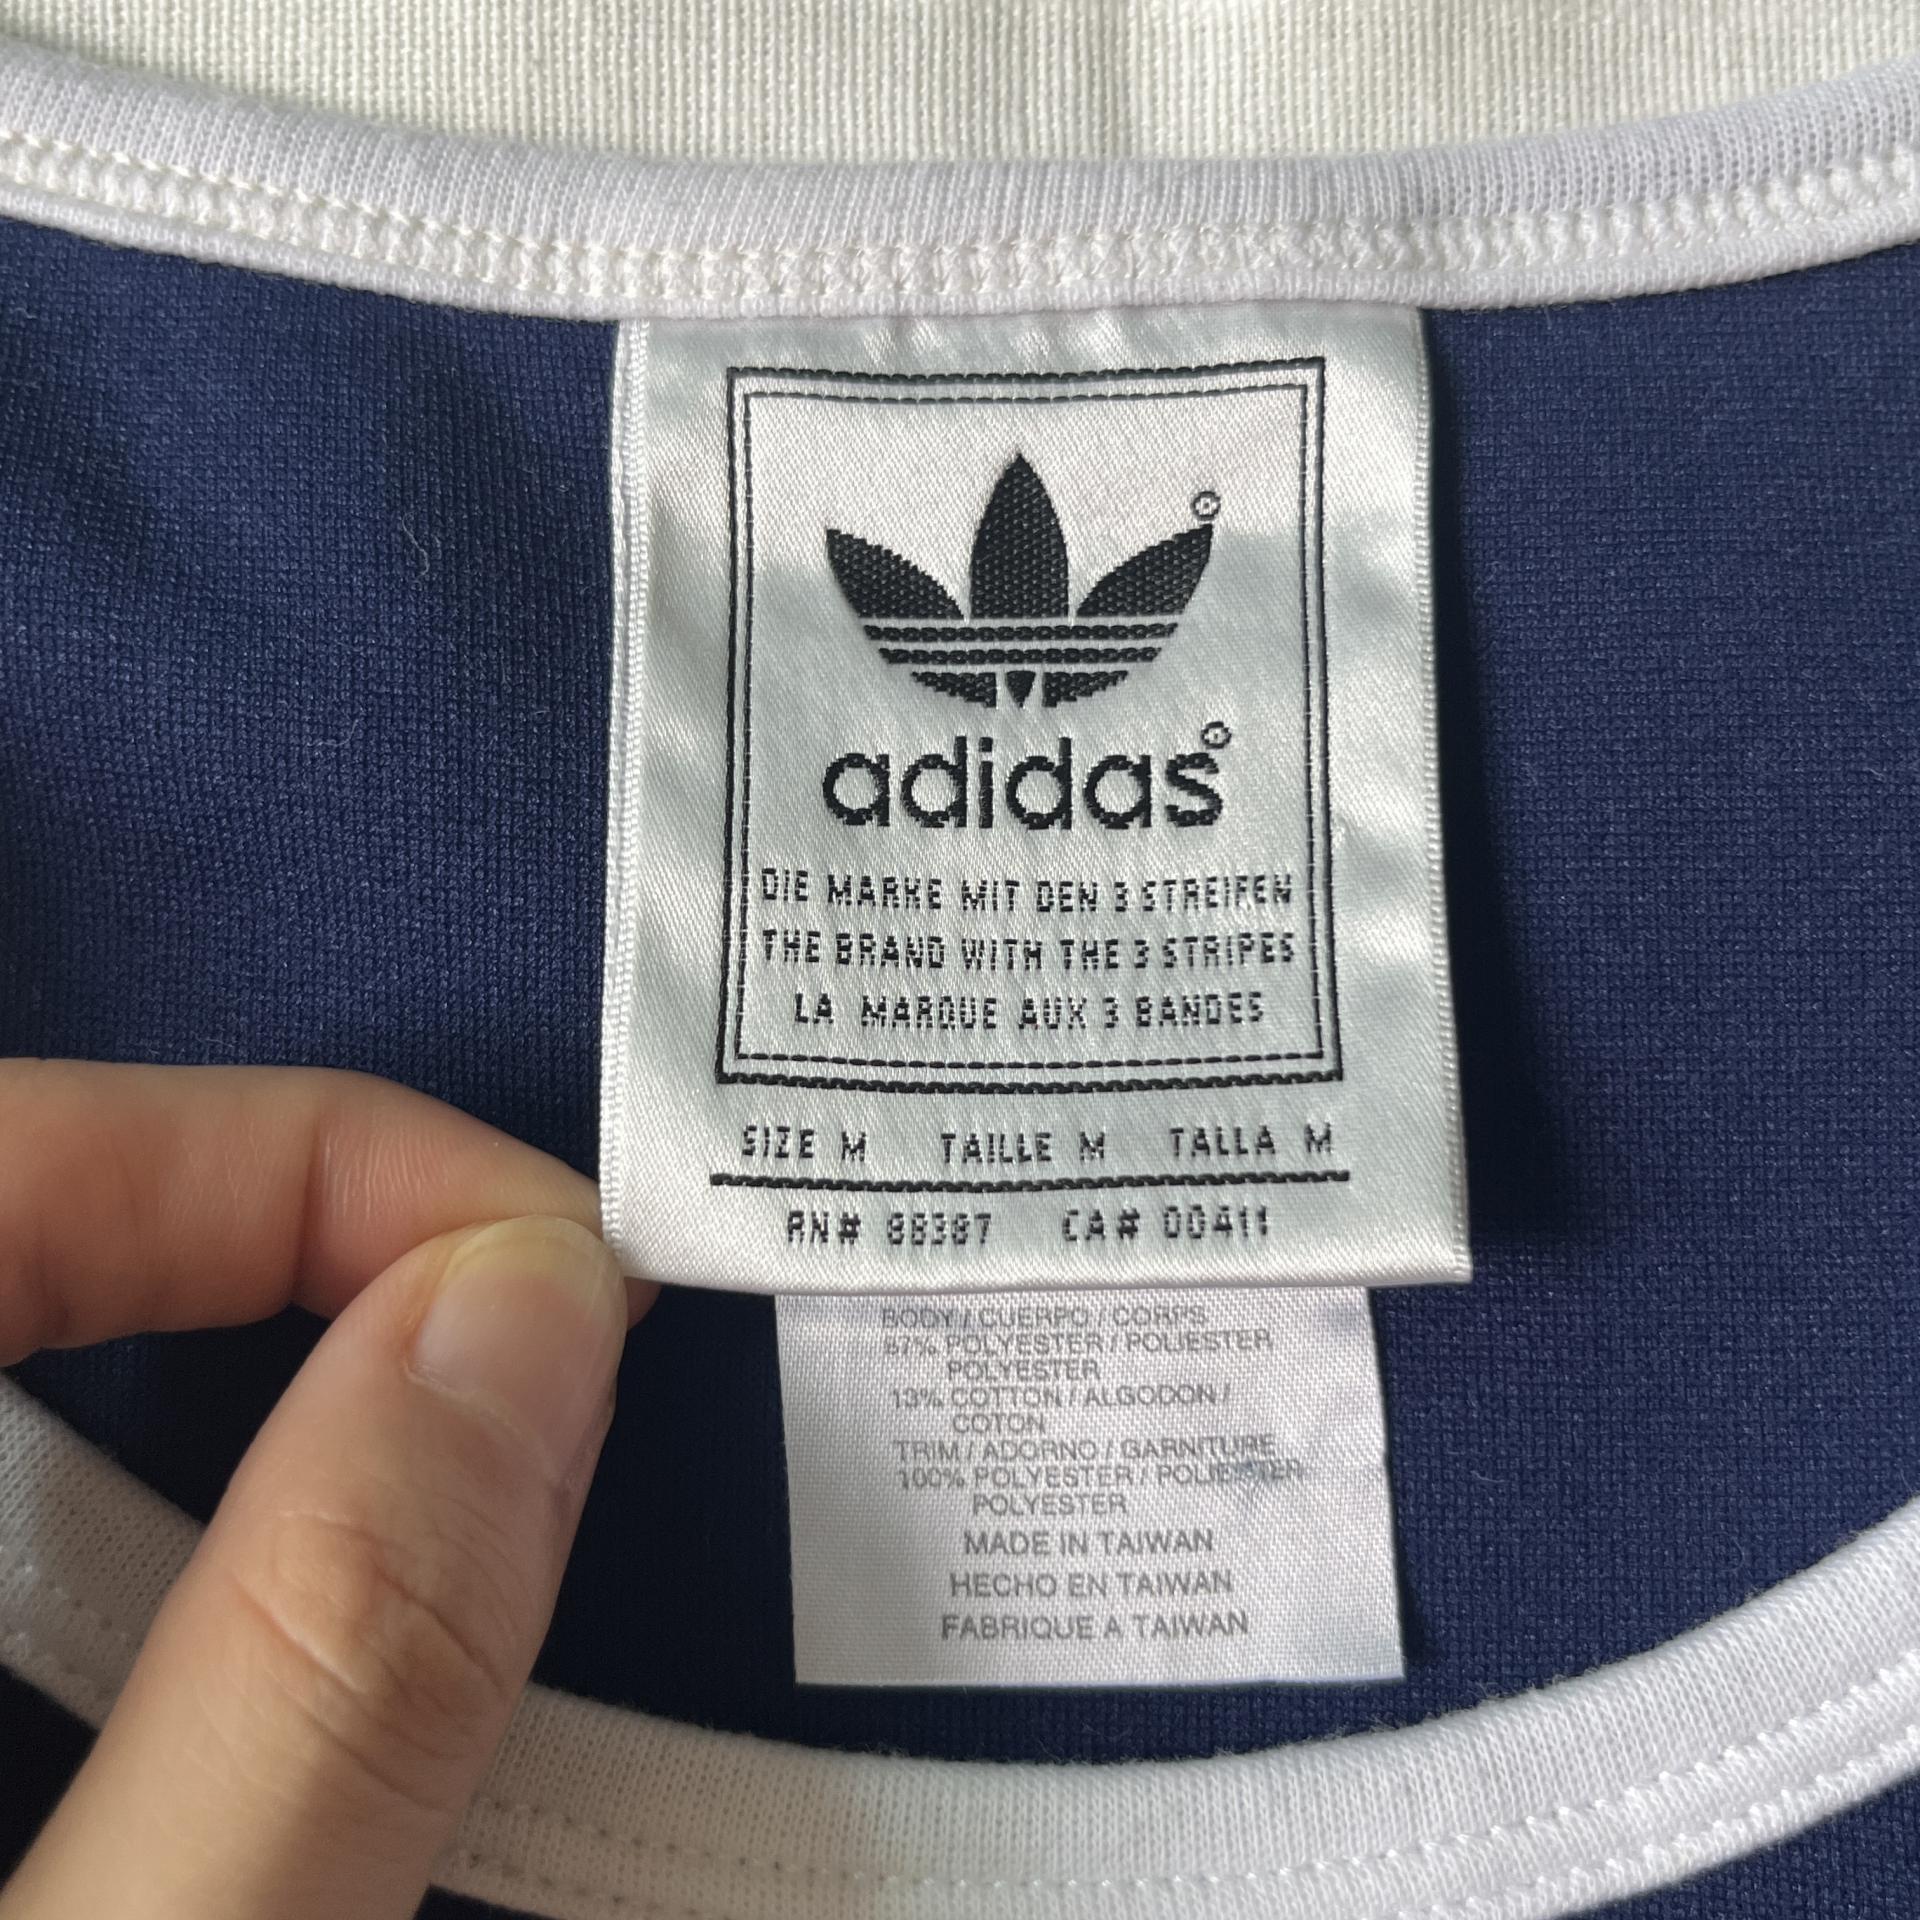 adidas®
DIE MARKE MIT DEN 3 STREIFEN
THE BRAND WITH THE 3 STRIPES
LA MARQUE AUX 3 BANDES
SIZE M TAILLE M TALLA M
RN# 88387 CA# 00411
BODY / CUERPO / CORPS
87% POLYESTER / POLIESTER
POLYESTER
13% COTTON / ALGODON /
COTON
TRIM / ADORNO / GARNITURE
100% POLYESTER / POLIESTER
POLYESTER
MADE IN TAIWAN
HECHO EN TAIWAN
FABRIQUE A TAIWAN